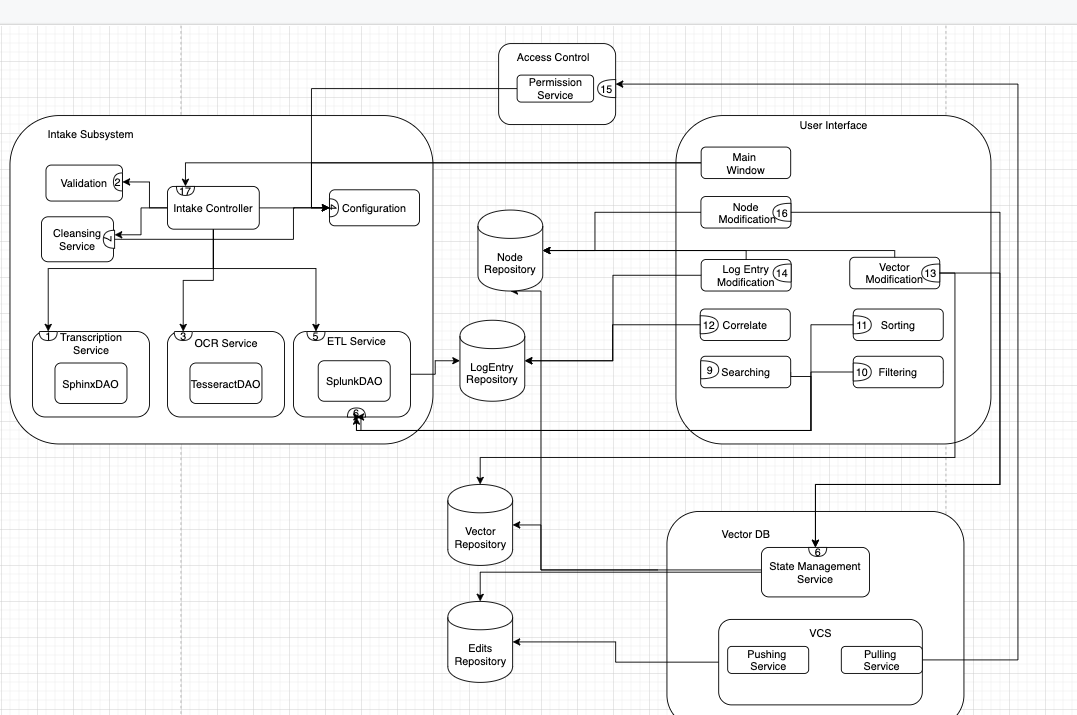 Access Control
Permission
Service
15
Intake Subsystem
User Interface
Validation
2
17
Intake Controller
4
Configuration
Cleansing
Service
7
Main
Window
Node
Modification
16
Log Entry
Modification
14
Vector
Modification
13
12
Correlate
11
Sorting
9
Searching
10
Filtering
Node
Repository
LogEntry
Repository
1
Transcription
Service
SphinxDAO
3
OCR Service
TesseractDAO
5
ETL Service
SplunkDAO
Vector
Repository
Edits
Repository
Vector DB
6
State Management
Service
VCS
Pushing
Service
Pulling
Service